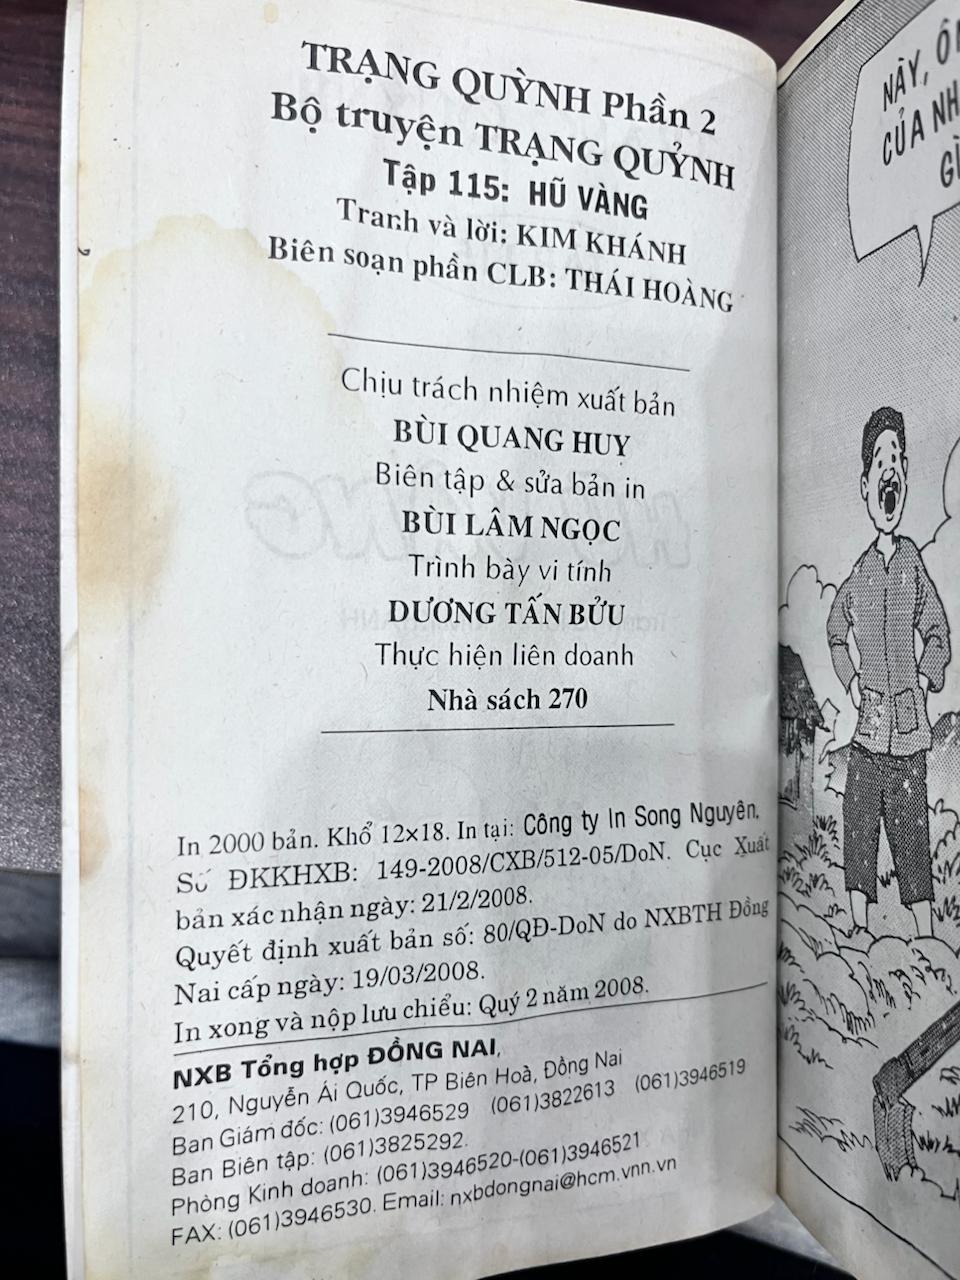 TRẠNG QUỲNH Phần 2
Bộ truyện TRẠNG QUỶNH
Tập 115: HŨ VÀNG
Tranh và lời: KIM KHÁNH
Biên soạn phần CLB: THÁI HOÀNG
Chịu trách nhiệm xuất bản
BÙI QUANG HUY
Biên tập & sửa bản in
BÙI LÂM NGỌC
Trình bày vi tính
DƯƠNG TẤN BỬU
Thực hiện liên doanh
Nhà sách 270
In 2000 bản. Khổ 12×18. In tại: Công ty In Song Nguyên.
Số ĐKKHXB: 149-2008/CXB/512-05/DoN. Cục Xuất
bản xác nhận ngày: 21/2/2008.
Quyết định xuất bản số: 80/QĐ-DoN do NXBTH Đồng
Nai cấp ngày: 19/03/2008.
In xong và nộp lưu chiểu: Quý 2 năm 2008.
NXB Tổng hợp ĐỒNG NAI,
210, Nguyễn Ái Quốc, TP Biên Hoà, Đồng Nai
Ban Giám đốc: (061)3946529 (061)3822613 (061)3946519
Ban Biên tập: (061)3825292.
Phòng Kinh doanh: (061)3946520-(061)3946521
FAX: (061)3946530. Email: nxbdongnai@hcm.vnn.vn
NÀY,
CỦA